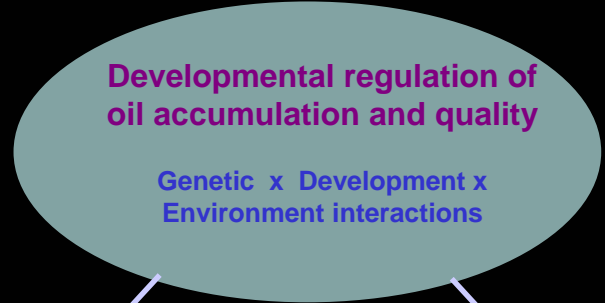 Developmental regulation of
oil accumulation and quality
Genetic x Development x
Environment interactions